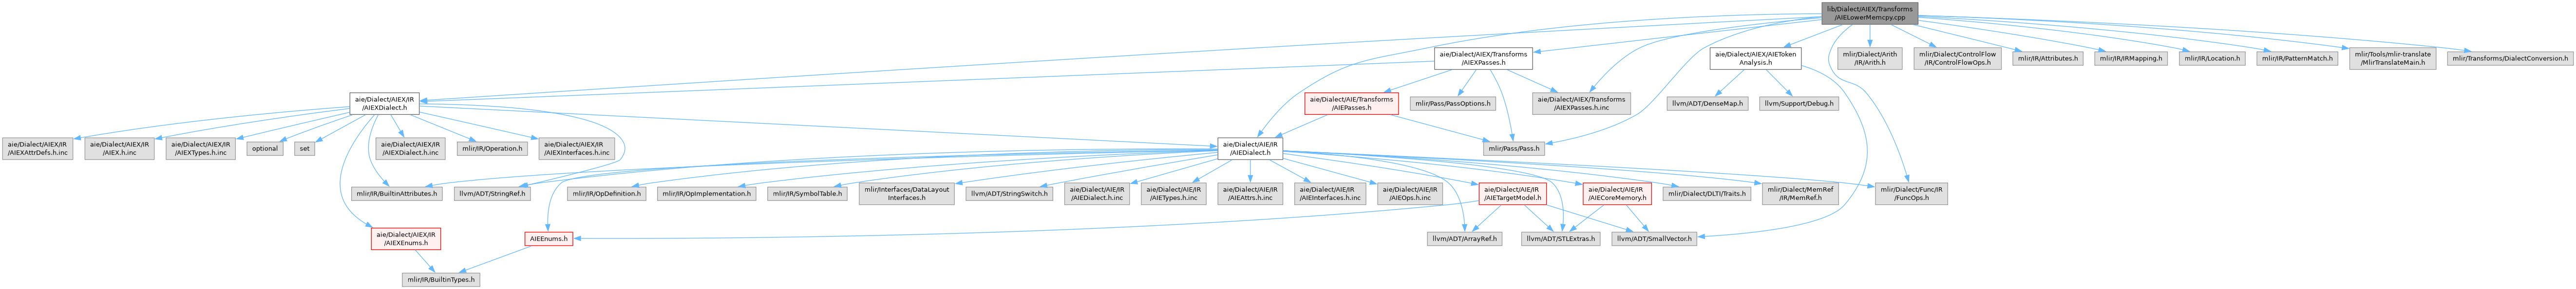 lib/Dialect/AIEX/Transforms
/AIELowerMemcpy.cpp
aie/Dialect/AIEX/Transforms
/AIEXPasses.h
aie/Dialect/AIEX/AIEToken
Analysis.h
mlir/Dialect/Arith
/IR/Arith.h
mlir/Dialect/ControlFlow
/IR/ControlFlowOps.h
mlir/IR/Attributes.h
mlir/IR/IRMapping.h
mlir/IR/Location.h
mlir/IR/PatternMatch.h
mlir/Tools/mlir-translate
/MlirTranslateMain.h
mlir/Transforms/DialectConversion.h
aie/Dialect/AIEX/IR
/AIEXDialect.h
aie/Dialect/AIE/Transforms
/AIEPasses.h
mlir/Pass/PassOptions.h
aie/Dialect/AIEX/Transforms
/AIEXPasses.h.inc
llvm/ADT/DenseMap.h
llvm/Support/Debug.h
aie/Dialect/AIEX/IR
/AIEXAttrDefs.h.inc
aie/Dialect/AIEX/IR
/AIEX.h.inc
aie/Dialect/AIEX/IR
/AIEXTypes.h.inc
optional
set
aie/Dialect/AIEX/IR
/AIEXDialect.h.inc
mlir/IR/Operation.h
aie/Dialect/AIEX/IR
/AIEXInterfaces.h.inc
aie/Dialect/AIE/IR
/AIEDialect.h
mlir/Pass/Pass.h
mlir/IR/BuiltinAttributes.h
llvm/ADT/StringRef.h
mlir/IR/OpDefinition.h
mlir/IR/OpImplementation.h
mlir/IR/SymbolTable.h
mlir/Interfaces/DataLayout
Interfaces.h
llvm/ADT/StringSwitch.h
aie/Dialect/AIE/IR
/AIEDialect.h.inc
aie/Dialect/AIE/IR
/AIETypes.h.inc
aie/Dialect/AIE/IR
/AIEAttrs.h.inc
aie/Dialect/AIE/IR
/AIEInterfaces.h.inc
aie/Dialect/AIE/IR
/AIEOps.h.inc
aie/Dialect/AIE/IR
/AIETargetModel.h
aie/Dialect/AIE/IR
/AIECoreMemory.h
mlir/Dialect/DLTI/Traits.h
mlir/Dialect/MemRef
/IR/MemRef.h
mlir/Dialect/Func/IR
/FuncOps.h
aie/Dialect/AIEX/IR
/AIEXEnums.h
AIEEnums.h
llvm/ADT/ArrayRef.h
llvm/ADT/STLExtras.h
llvm/ADT/SmallVector.h
mlir/IR/BuiltinTypes.h